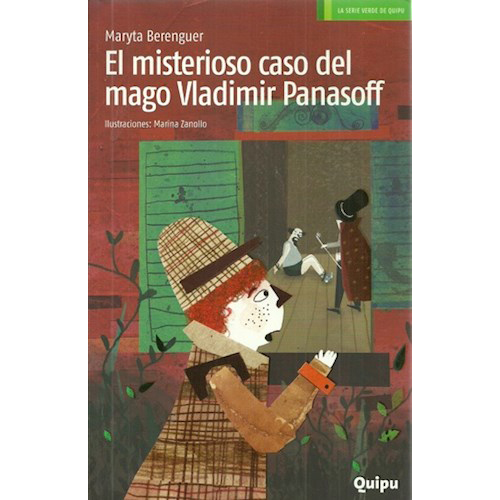 LA SERIE VERDE DE QUIPU
Maryta Berenguer
El misterioso caso del
mago Vladimir Panasoff
Ilustraciones: Marina Zanollo
Quipu